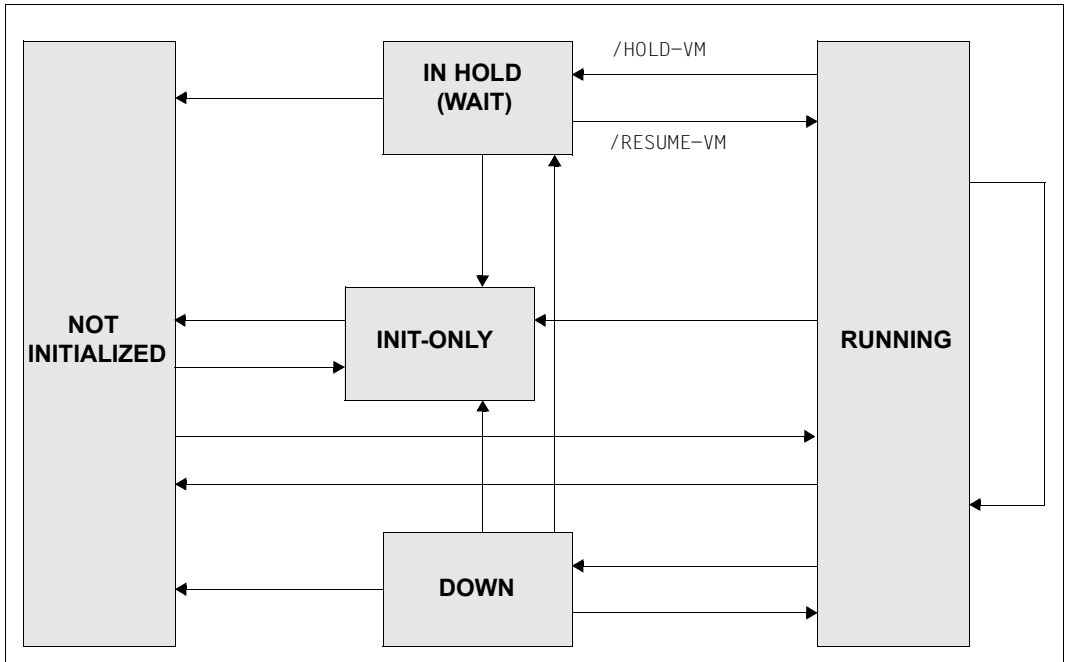 /HOLD-VM
IN HOLD
(WAIT)
/RESUME-VM
NOT
INITIALIZED
INIT-ONLY
RUNNING
DOWN